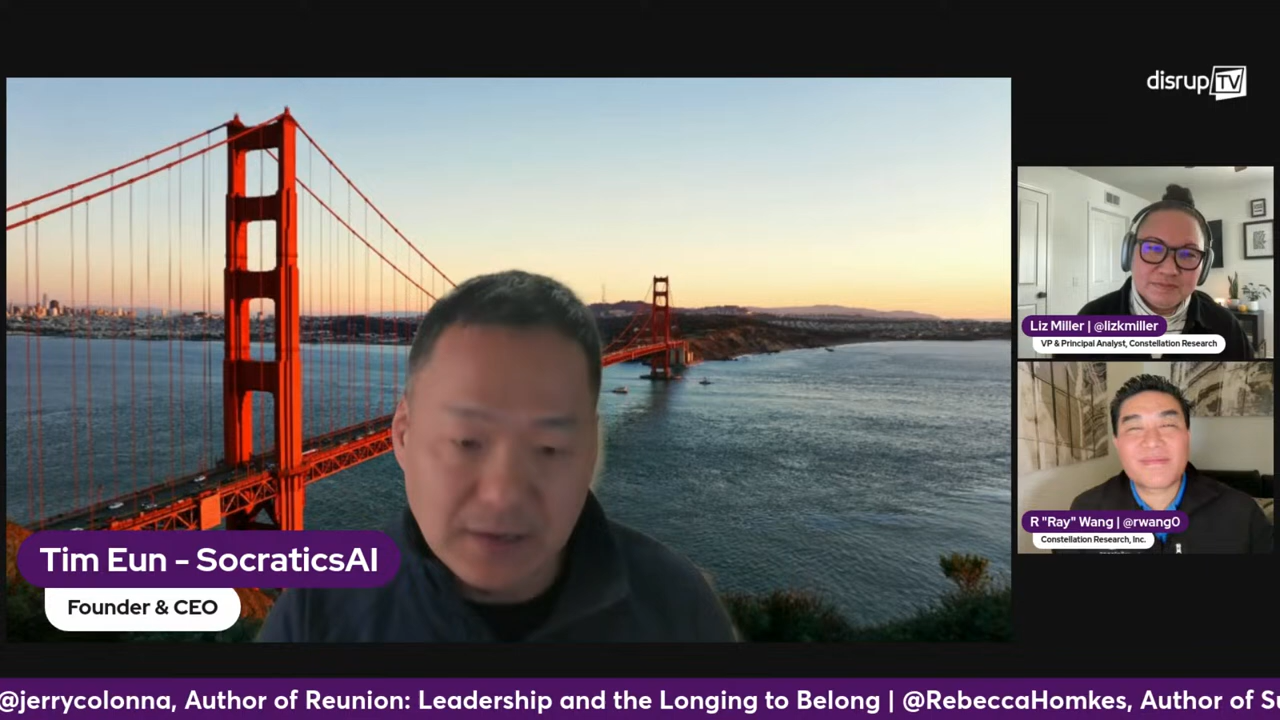 disrupTV
Liz Miller | @lizkmiller
VP & Principal Analyst, Constellation Research
R "Ray" Wang | @rwang0
Constellation Research, Inc.
Tim Eun - SocraticsAI
Founder & CEO
@jerrycolonna, Author of Reunion: Leadership and the Longing to Belong | @RebeccaHomkes, Author of